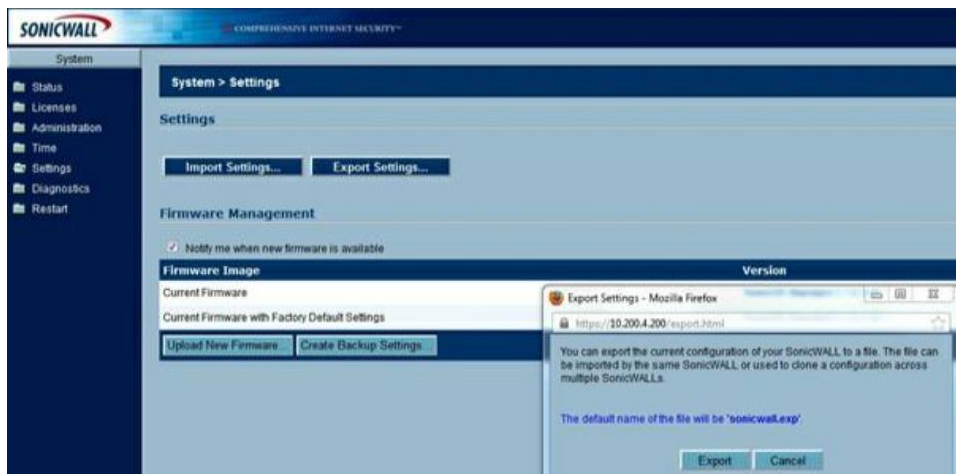 SONICWALL
COMPREHENSIVE INTERNET SECURITY™
System
Status
Licenses
Administration
Time
Settings
Diagnostics
Restart
System > Settings
Settings
Import Settings...
Export Settings...
Firmware Management
Notify me when new firmware is available
Firmware Image
Version
Current Firmware
Current Firmware with Factory Default Settings
Upload New Firmware...
Create Backup Settings...
Export Settings - Mozilla Firefox
https://10.200.4.200/export.html
You can export the current configuration of your SonicWALL to a file. The file can
be imported by the same SonicWALL or used to clone a configuration across
multiple SonicWALLs.
The default name of the file will be 'sonicwall.exp'.
Export
Cancel